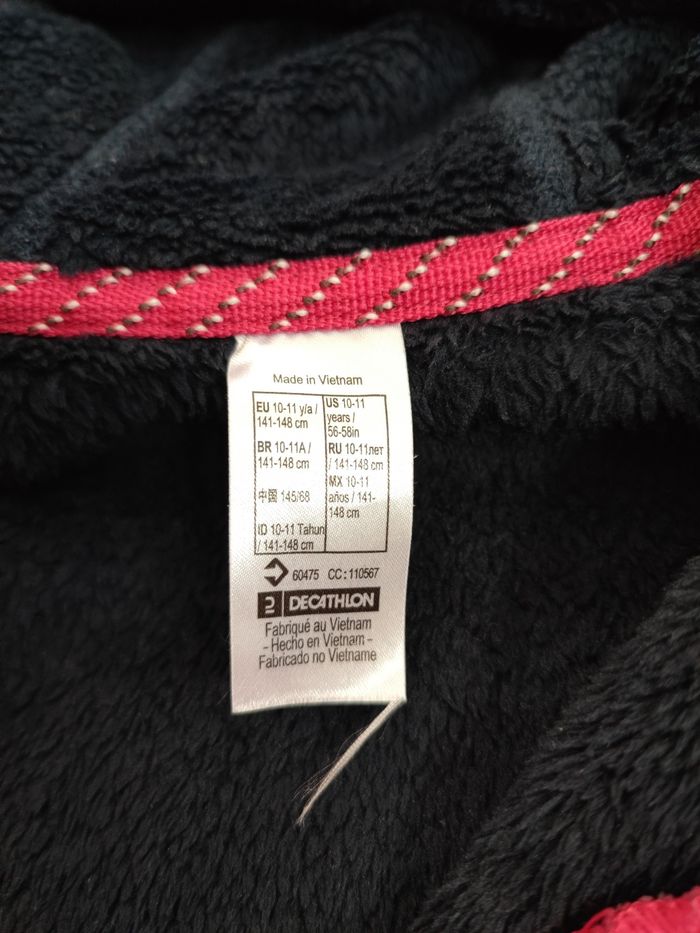 Made in Vietnam
EU 10-11 y/a /
141-148 cm
BR 10-11A /
141-148 cm
中国 145/68
ID 10-11 Tahun
/ 141-148 cm
US 10-11
years /
56-58in
RU 10-11лет
/ 141-148 cm
MX 10-11
años / 141-
148 cm
60475 CC : 110567
DECATHLON
Fabriqué au Vietnam
- Hecho en Vietnam -
Fabricado no Vietname